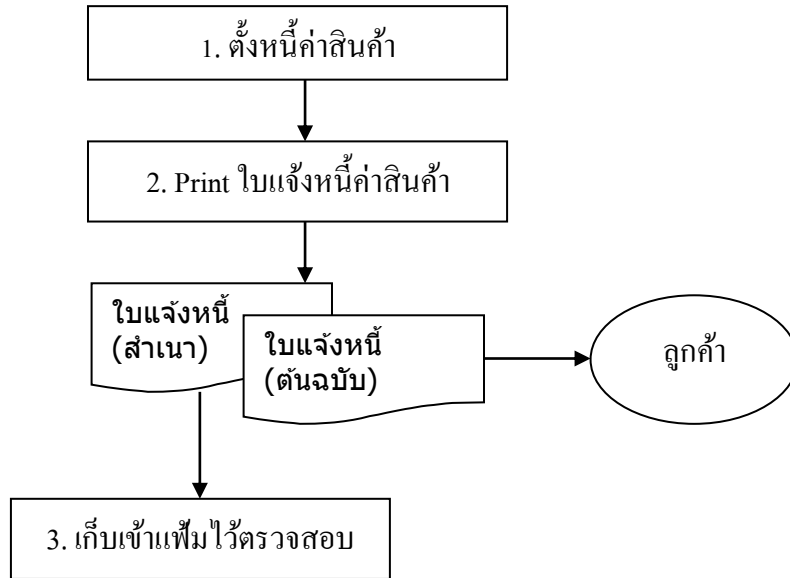 1. ตั้งหนี้ค่าสินค้า
2. Print ใบแจ้งหนี้ค่าสินค้า
ใบแจ้งหนี้
(สำเนา)
ใบแจ้งหนี้
(ต้นฉบับ)
ลูกค้า
3. เก็บเข้าแฟ้มไว้ตรวจสอบ